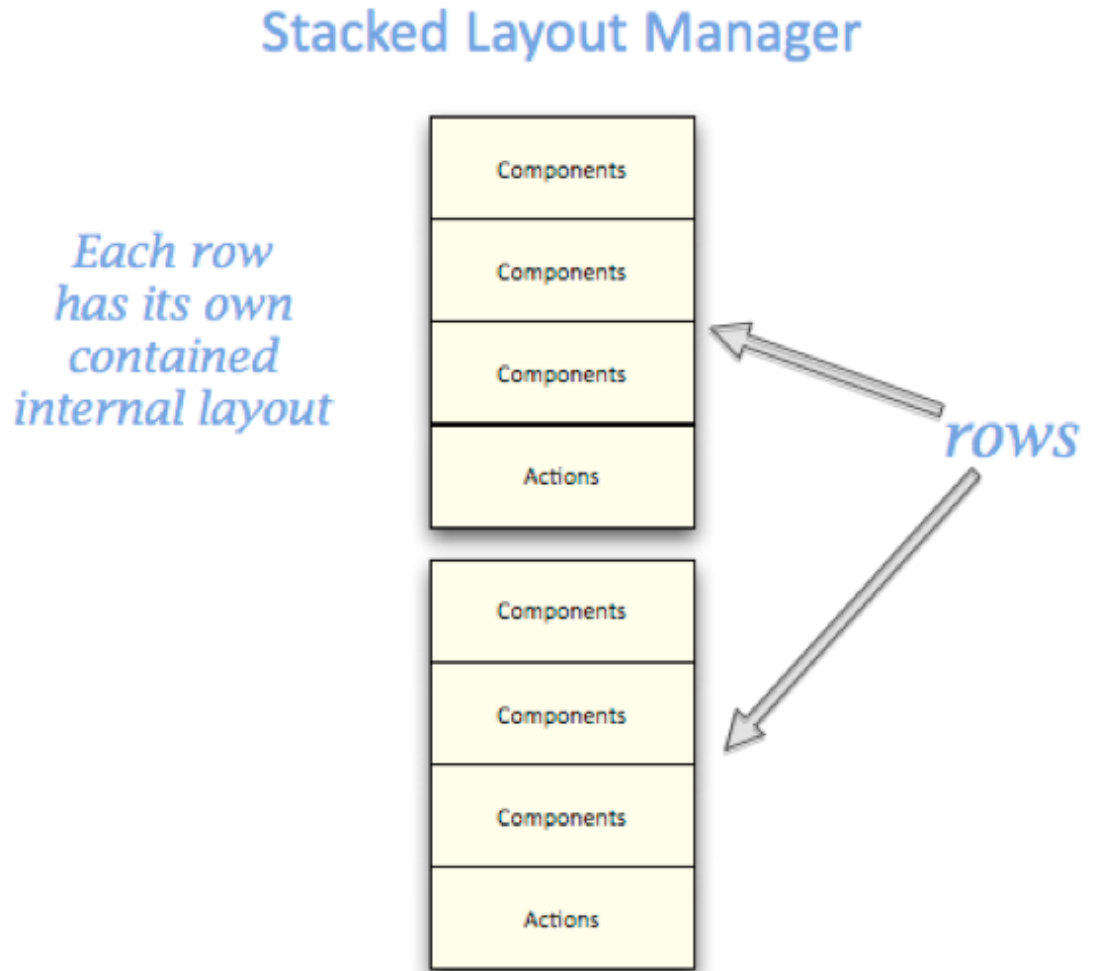 Stacked Layout Manager
Each row
has its own
contained
internal layout
Components
Components
Components
Actions
rows
Components
Components
Components
Actions